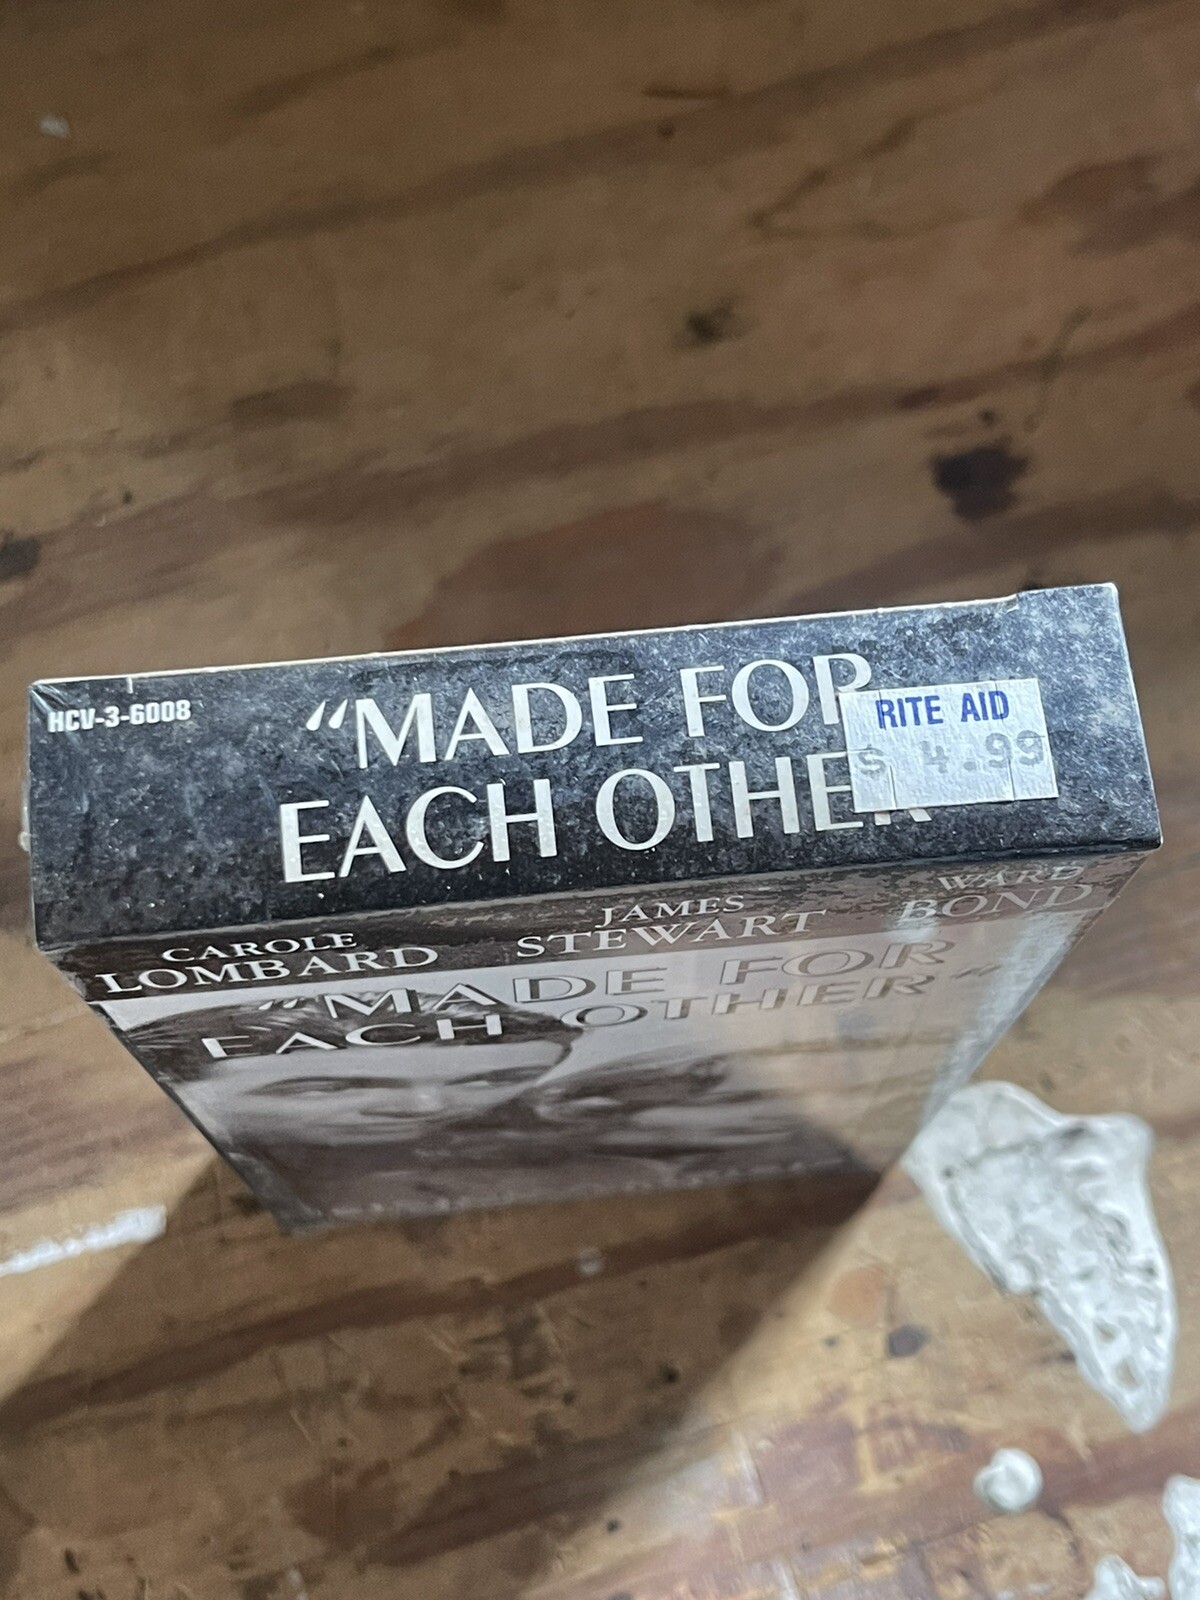 HCV-3-6008
"MADE FOR
EACH OTHER
RITE AID
$ 4.99
CAROLE
LOMBARD
JAMES
STEWART
WARD
BOND
"MADE FOR
EACH OTHER"